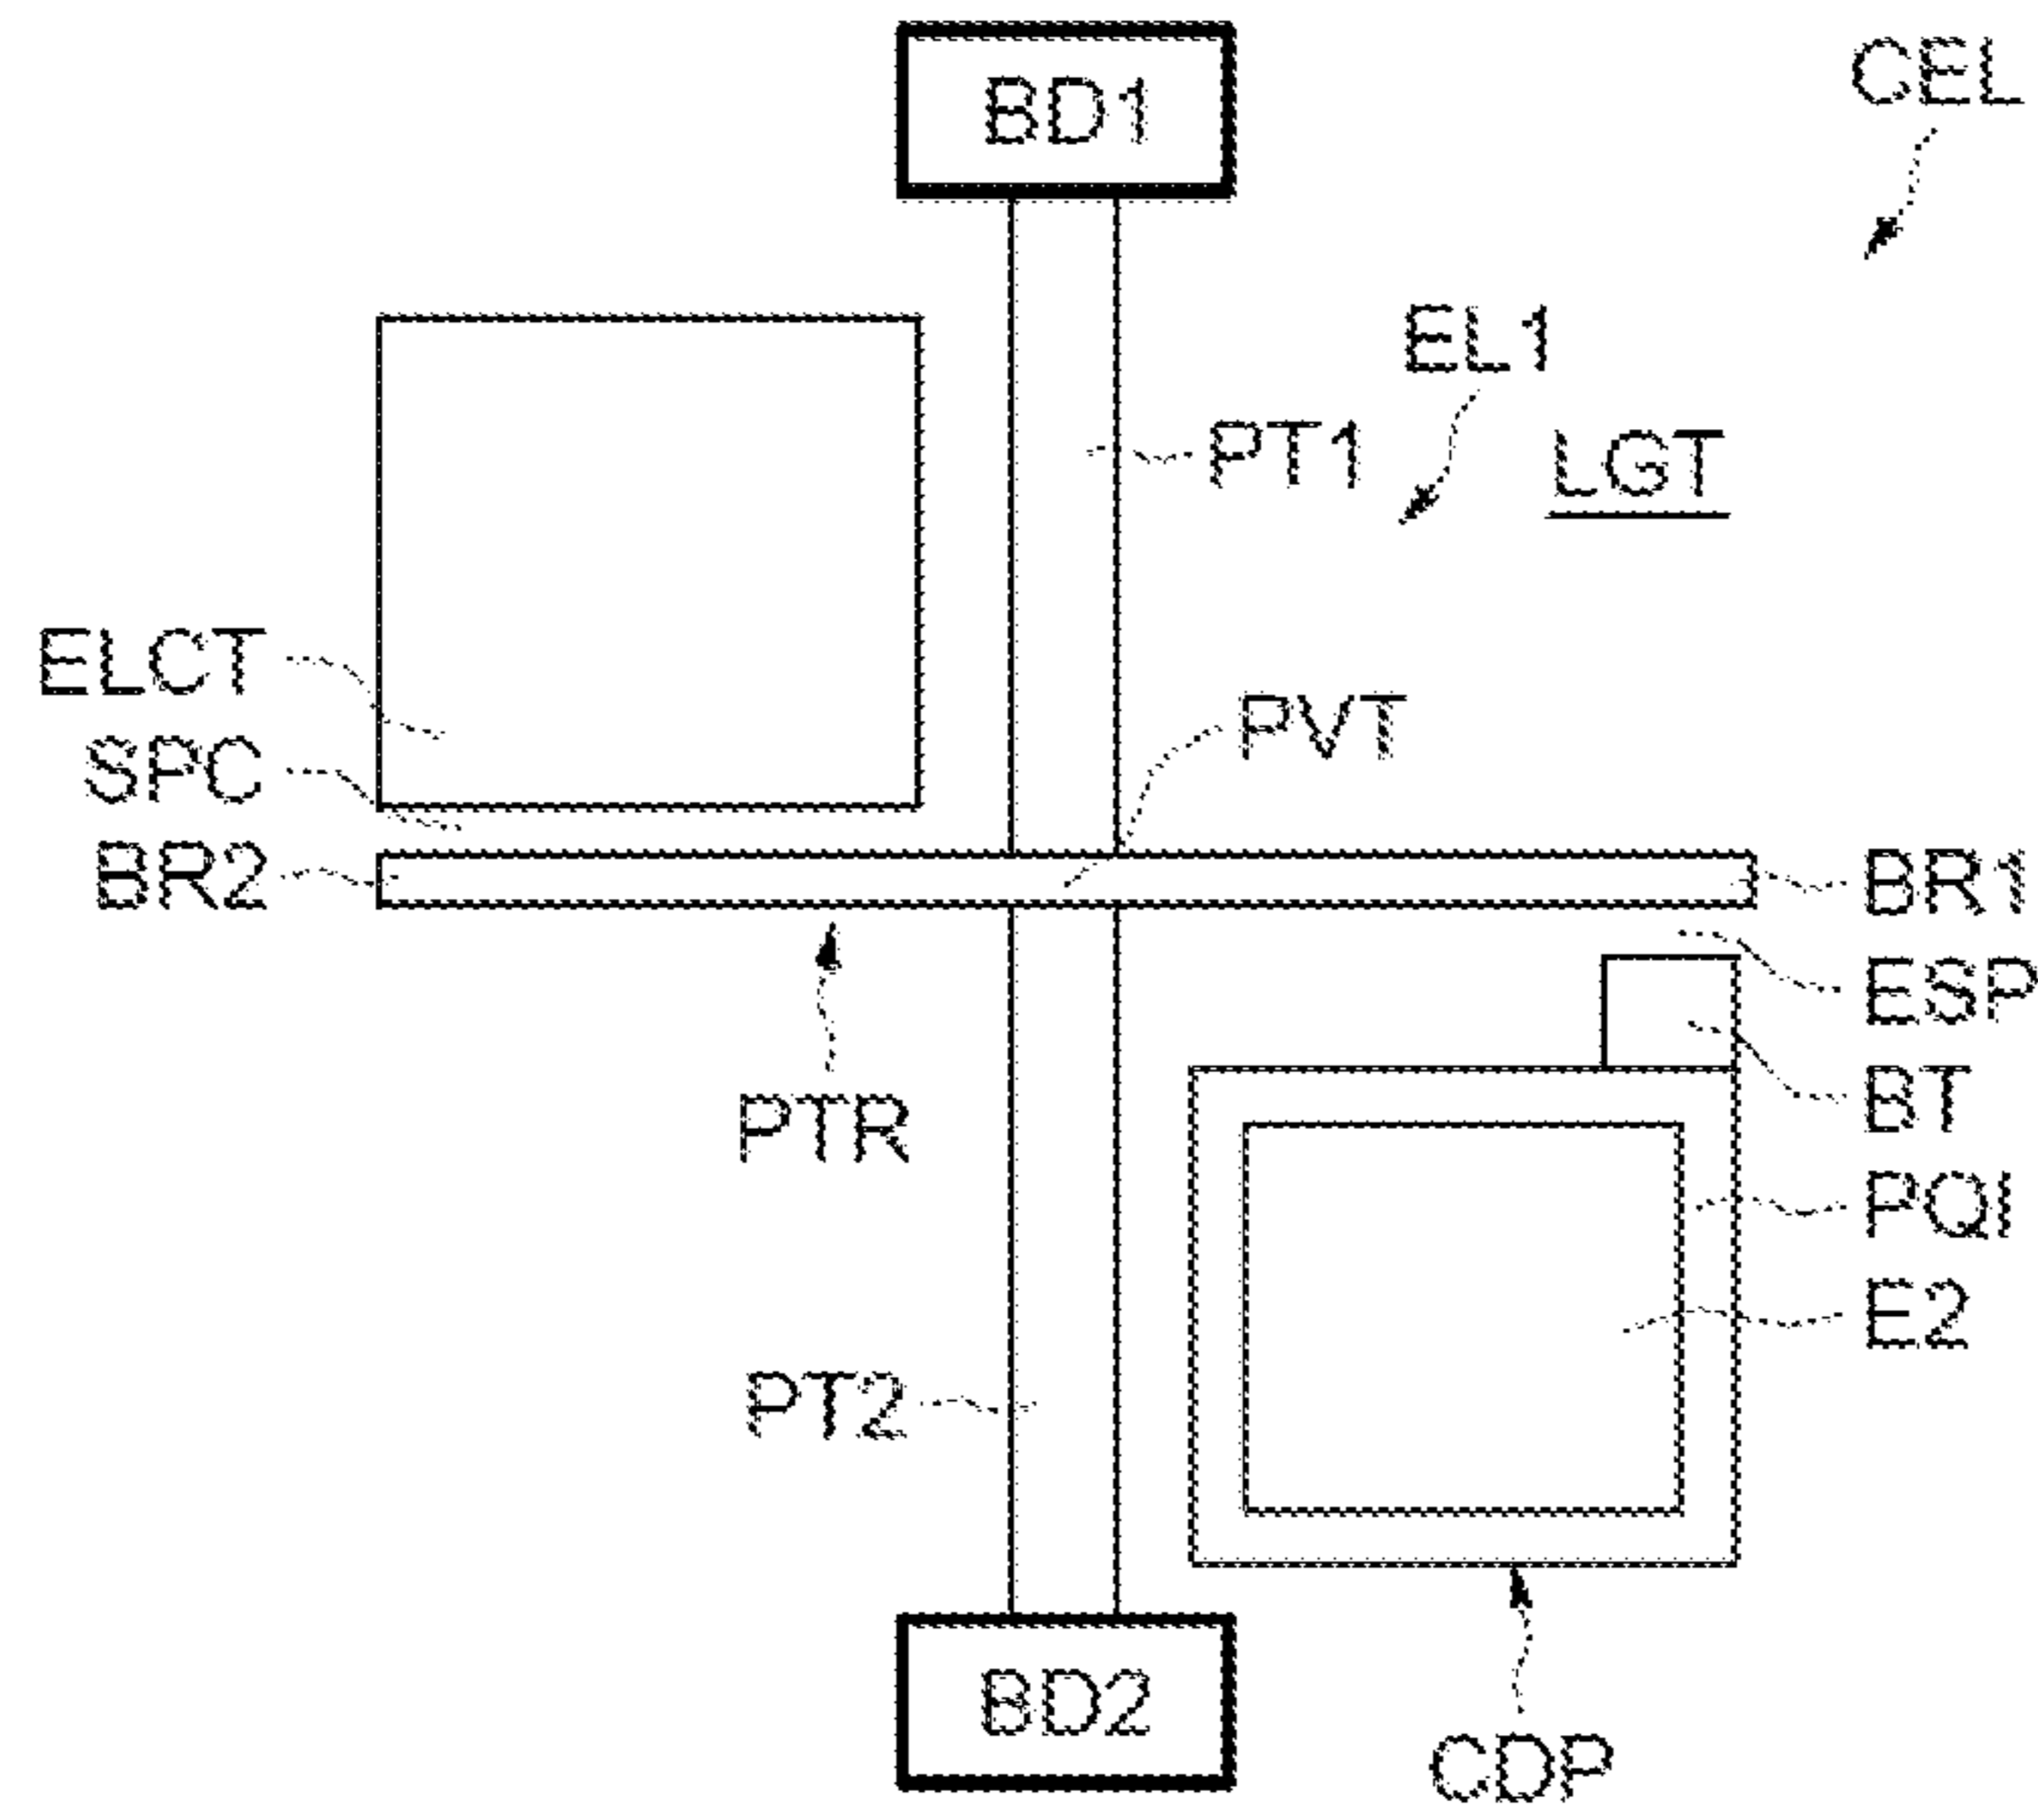 BD1
CEL
EL1
PT1
LGT
ELCT
PVT
SPC
BR2
BR1
ESP
BT
PTR
PQI
E2
PT2
BD2
CDP